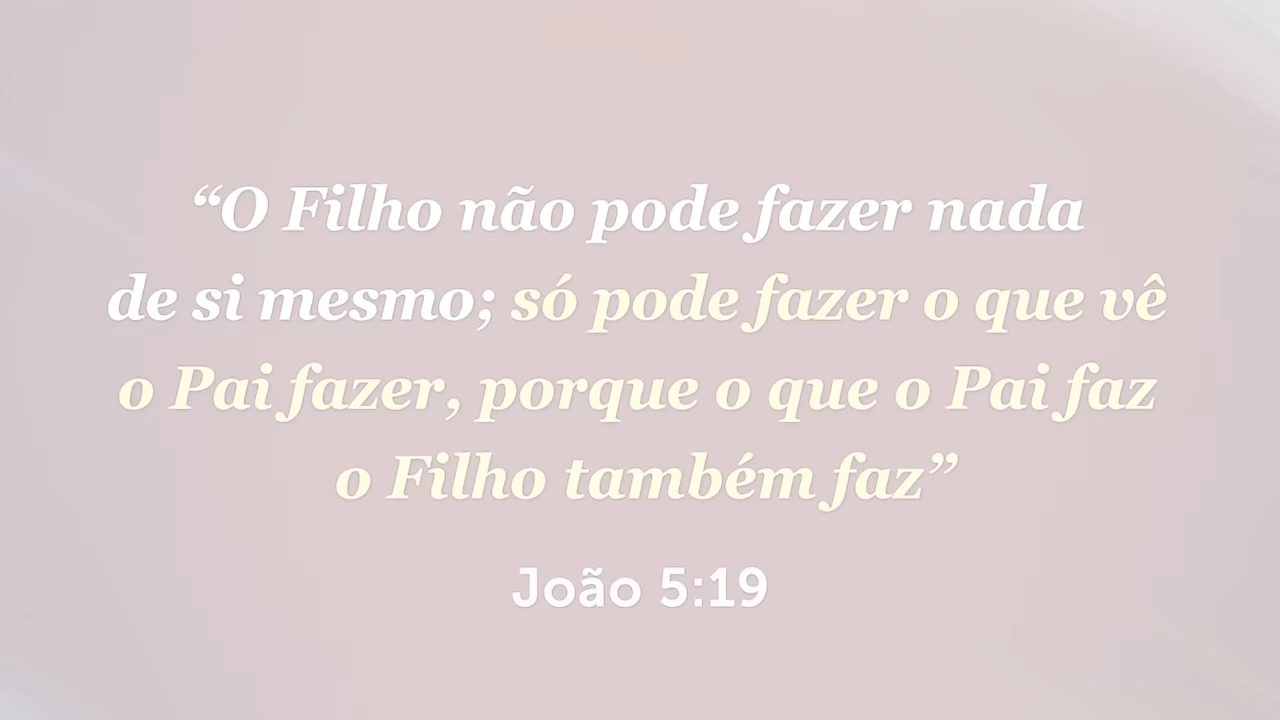 “O Filho não pode fazer nada
de si mesmo; só pode fazer o que vê
o Pai fazer, porque o que o Pai faz
o Filho também faz”
João 5:19